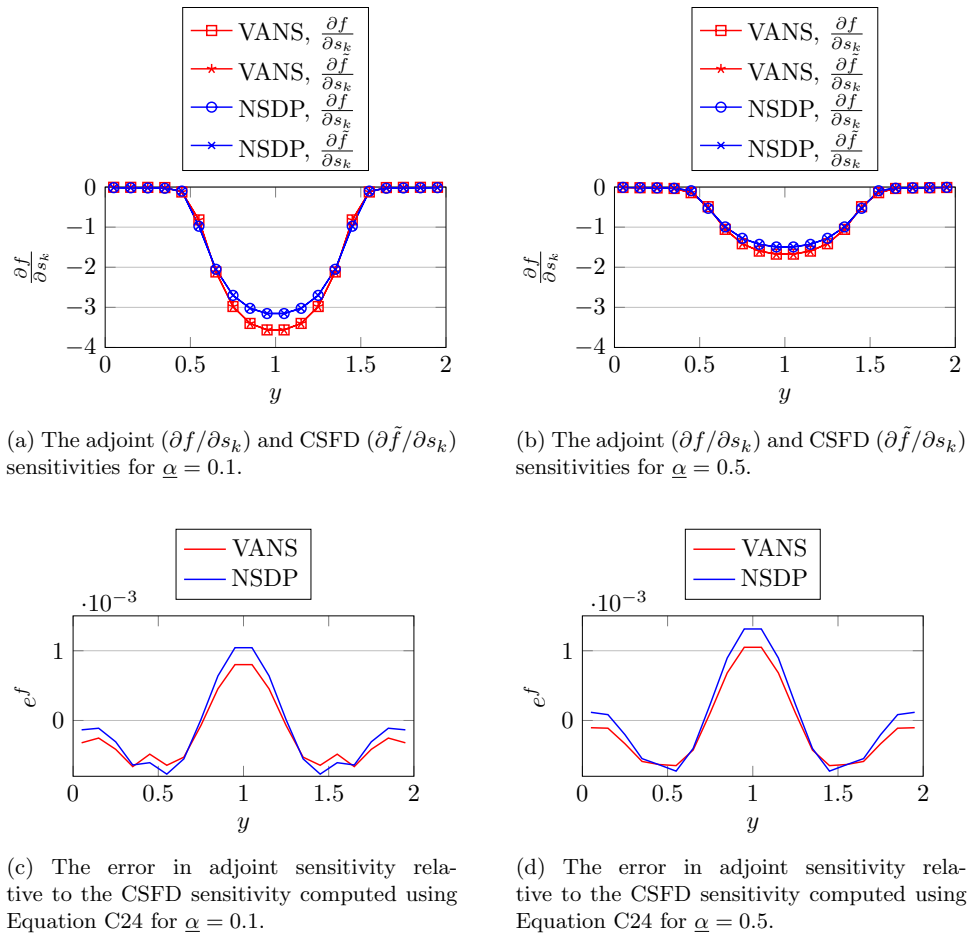 VANS, ∂f/∂s_k
VANS, ∂f̃/∂s_k
NSDP, ∂f/∂s_k
NSDP, ∂f̃/∂s_k
0
−1
−2
−3
−4
∂f/∂s_k
0 0.5 1 1.5 2
y
(a) The adjoint (∂f/∂s_k) and CSFD (∂f̃/∂s_k)
sensitivities for α̲ = 0.1.
VANS, ∂f/∂s_k
VANS, ∂f̃/∂s_k
NSDP, ∂f/∂s_k
NSDP, ∂f̃/∂s_k
0
−1
−2
−3
−4
∂f/∂s_k
0 0.5 1 1.5 2
y
(b) The adjoint (∂f/∂s_k) and CSFD (∂f̃/∂s_k)
sensitivities for α̲ = 0.5.
VANS
NSDP
·10⁻³
1
0
e^f
0 0.5 1 1.5 2
y
(c) The error in adjoint sensitivity rela-
tive to the CSFD sensitivity computed using
Equation C24 for α̲ = 0.1.
VANS
NSDP
·10⁻³
1
0
e^f
0 0.5 1 1.5 2
y
(d) The error in adjoint sensitivity rela-
tive to the CSFD sensitivity computed using
Equation C24 for α̲ = 0.5.